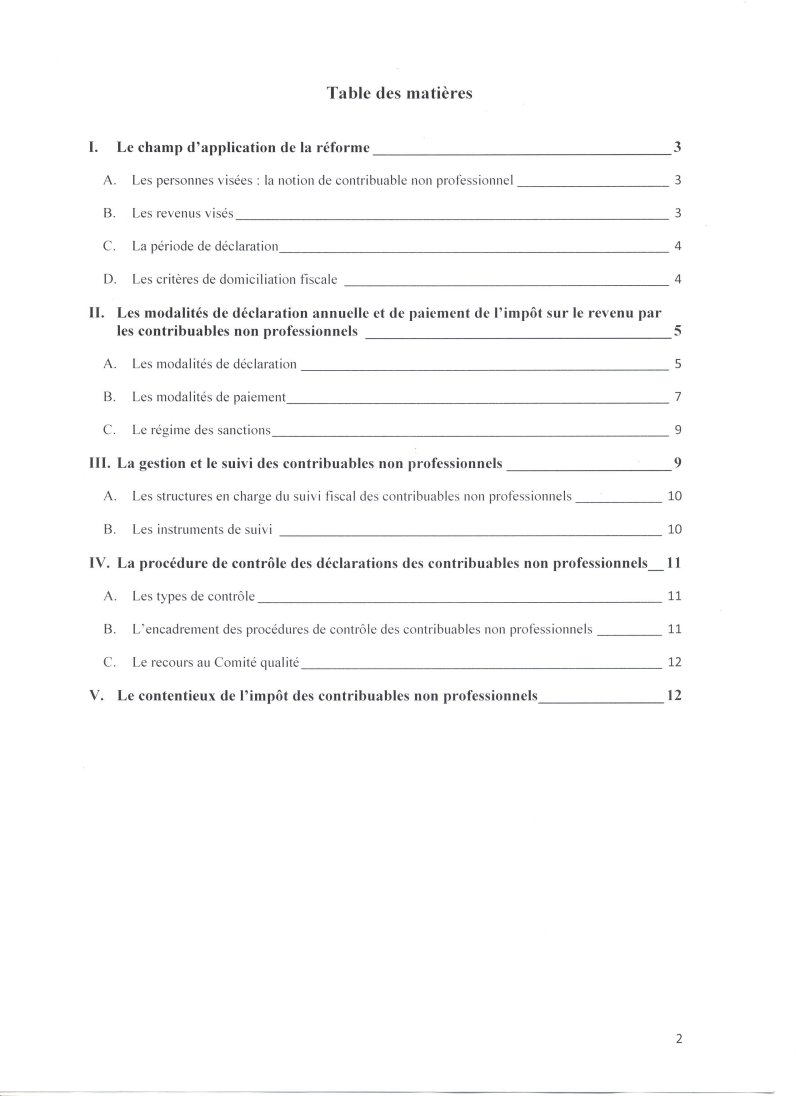 Table des matières
I. Le champ d'application de la réforme 3
A. Les personnes visées : la notion de contribuable non professionnel 3
B. Les revenus visés 3
C. La période de déclaration 4
D. Les critères de domiciliation fiscale 4
II. Les modalités de déclaration annuelle et de paiement de l'impôt sur le revenu par
les contribuables non professionnels 5
A. Les modalités de déclaration 5
B. Les modalités de paiement 7
C. Le régime des sanctions 9
III. La gestion et le suivi des contribuables non professionnels 9
A. Les structures en charge du suivi fiscal des contribuables non professionnels 10
B. Les instruments de suivi 10
IV. La procédure de contrôle des déclarations des contribuables non professionnels 11
A. Les types de contrôle 11
B. L'encadrement des procédures de contrôle des contribuables non professionnels 11
C. Le recours au Comité qualité 12
V. Le contentieux de l'impôt des contribuables non professionnels 12
2